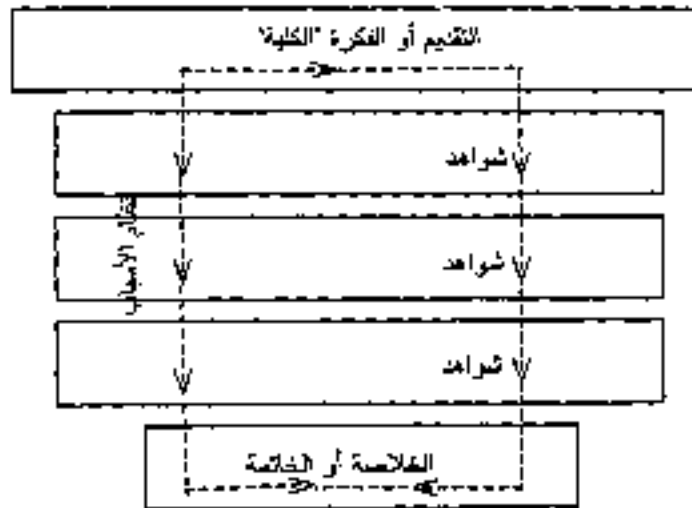 التقديم أو الفكرة "الكلية"
شواهد
شواهد
شواهد
الخلاصة أو الخاتمة